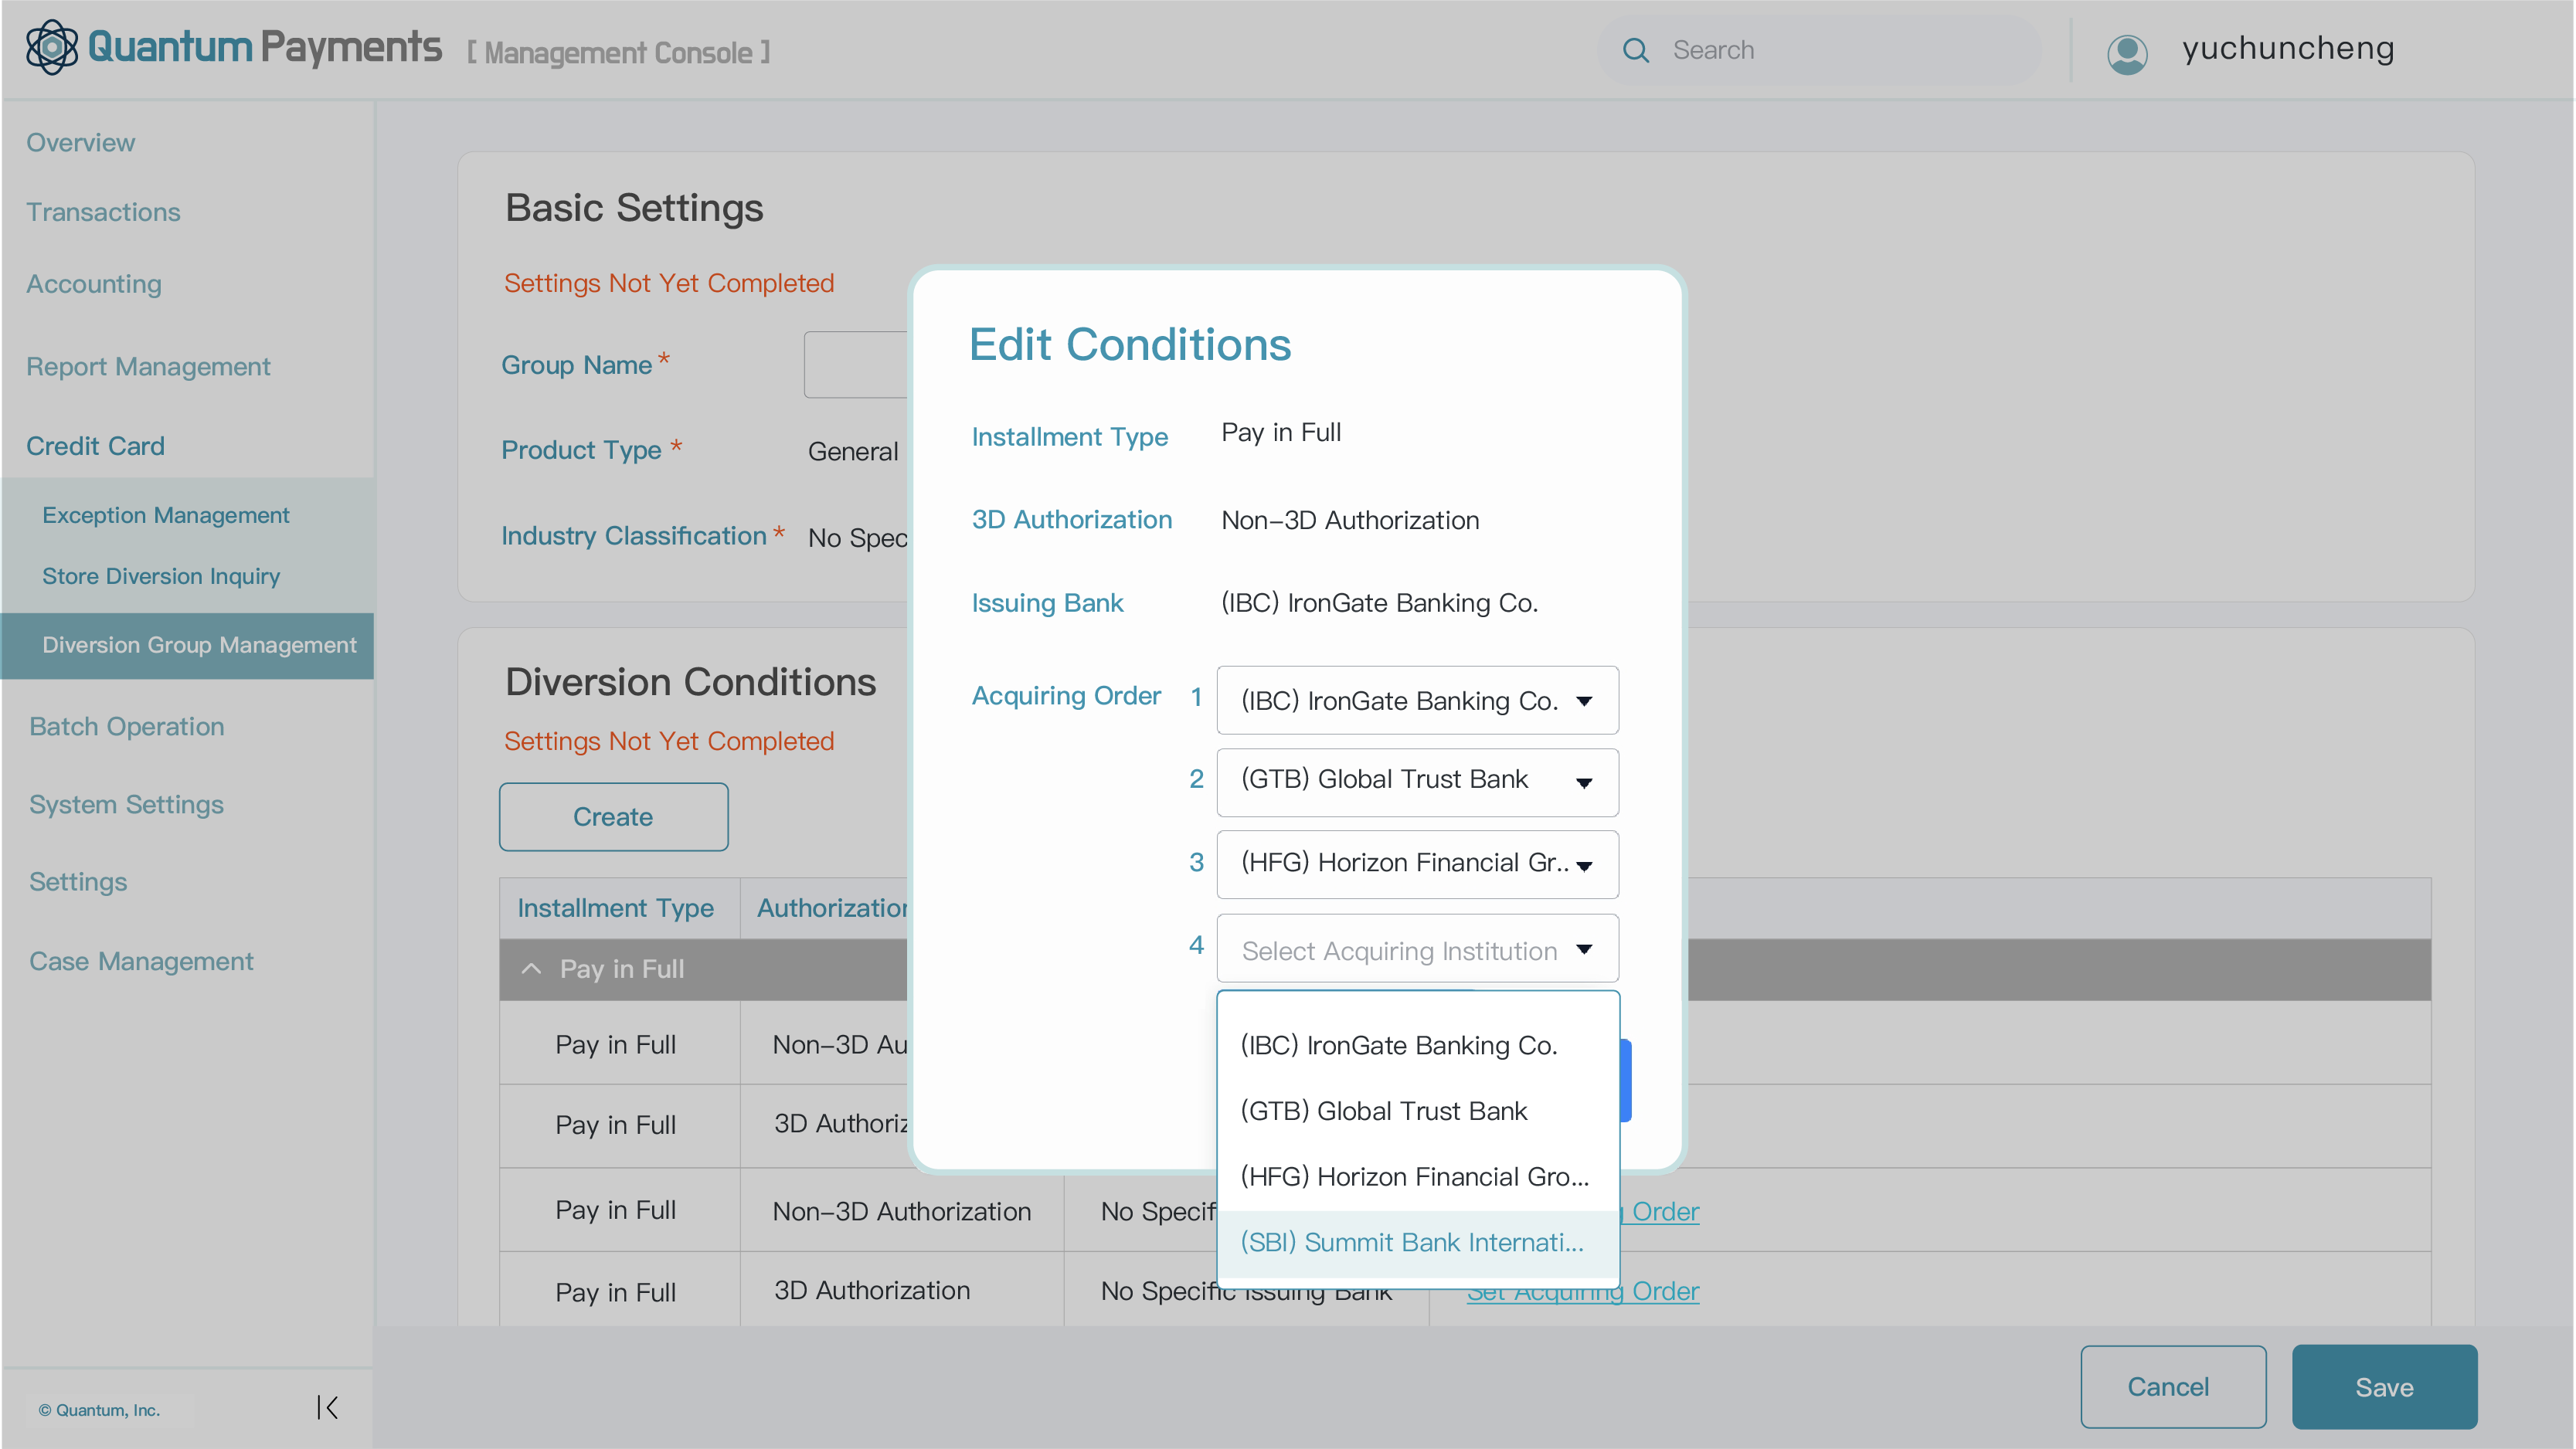 Quantum Payments [ Management Console ]
Search
yuchuncheng
Overview
Transactions
Accounting
Report Management
Credit Card
Exception Management
Store Diversion Inquiry
Diversion Group Management
Batch Operation
System Settings
Settings
Case Management
© Quantum, Inc.
Basic Settings
Settings Not Yet Completed
Group Name *
Product Type * General
Industry Classification * No Spec
Diversion Conditions
Settings Not Yet Completed
Create
Installment Type Authorization
Pay in Full
Pay in Full Non-3D Au
Pay in Full 3D Authoriz
Pay in Full Non-3D Authorization No Specif Order
Pay in Full 3D Authorization No Specific Issuing Bank Set Acquiring Order
Edit Conditions
Installment Type Pay in Full
3D Authorization Non-3D Authorization
Issuing Bank (IBC) IronGate Banking Co.
Acquiring Order 1 (IBC) IronGate Banking Co.
2 (GTB) Global Trust Bank
3 (HFG) Horizon Financial Gr..
4 Select Acquiring Institution
(IBC) IronGate Banking Co.
(GTB) Global Trust Bank
(HFG) Horizon Financial Gro...
(SBI) Summit Bank Internati...
Cancel
Save